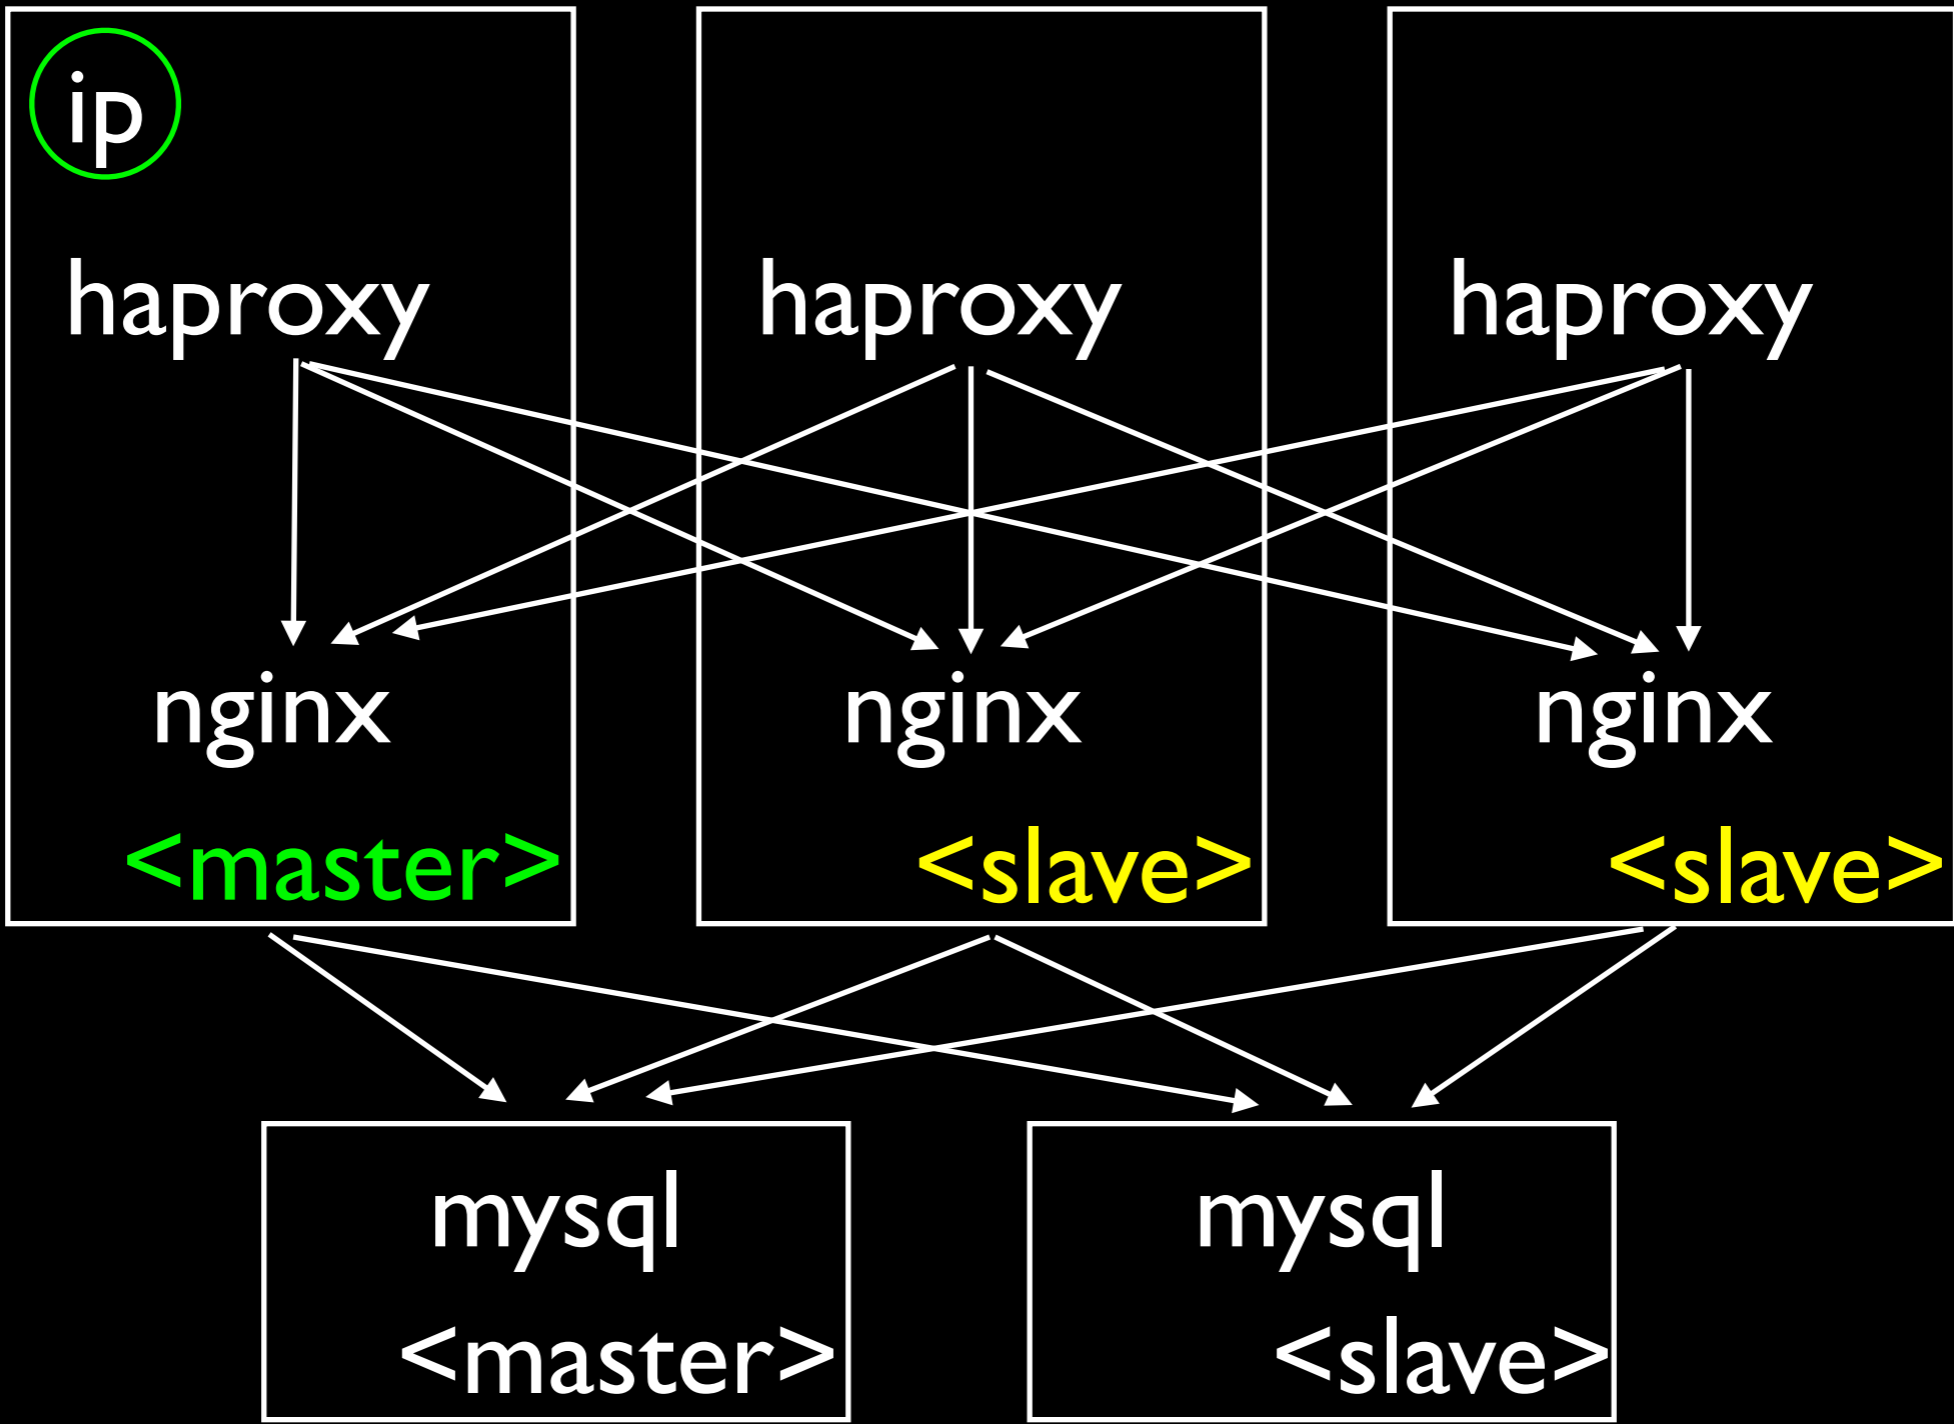 ip
haproxy
haproxy
haproxy
nginx
nginx
nginx
<master>
<slave>
<slave>
mysql
mysql
<master>
<slave>